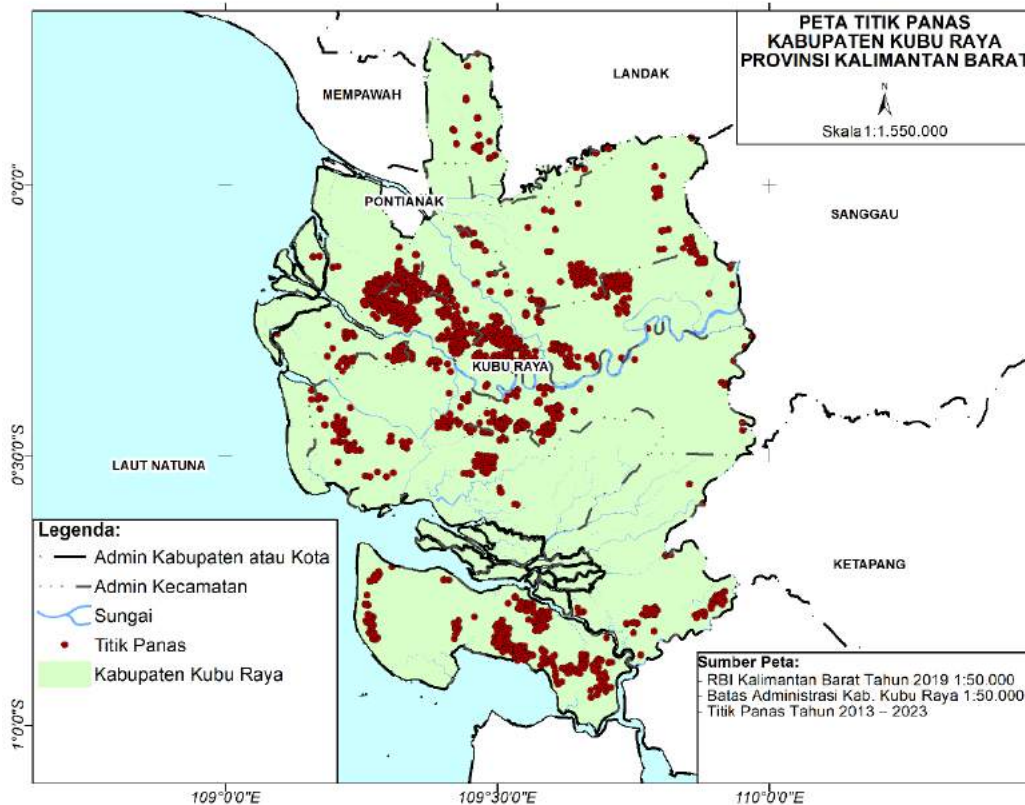 PETA TITIK PANAS
KABUPATEN KUBU RAYA
PROVINSI KALIMANTAN BARAT
N
Skala 1:1.550.000
LANDAK
MEMPAWAH
0°0'0"
PONTIANAK
SANGGAU
KUBU RAYA
0°30'0"S
LAUT NATUNA
KETAPANG
Legenda:
Admin Kabupaten atau Kota
Admin Kecamatan
Sungai
Titik Panas
Kabupaten Kubu Raya
Sumber Peta:
- RBI Kalimantan Barat Tahun 2019 1:50.000
- Batas Administrasi Kab. Kubu Raya 1:50.000
- Titik Panas Tahun 2013 – 2023
1°0'0"S
109°0'0"E
109°30'0"E
110°0'0"E